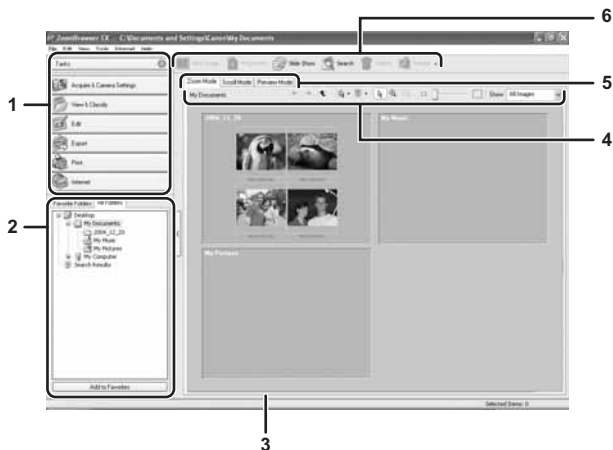 6
ZoomBrowser EX - C:\Documents and Settings\Canon\My Documents
File Edit View Tools Internet Help
Tasks
Slide Show Search
1
Acquire & Camera Settings
View & Classify
Edit
Export
Print
Internet
Zoom Mode Scroll Mode Preview Mode
5
My Documents
Show All Images
4
2004_12_20
My Music
My Pictures
2
Favorite Folders All Folders
Desktop
My Documents
2004_12_20
My Music
My Pictures
My Computer
Search Results
Add to Favorites
Selected Items: 0
3